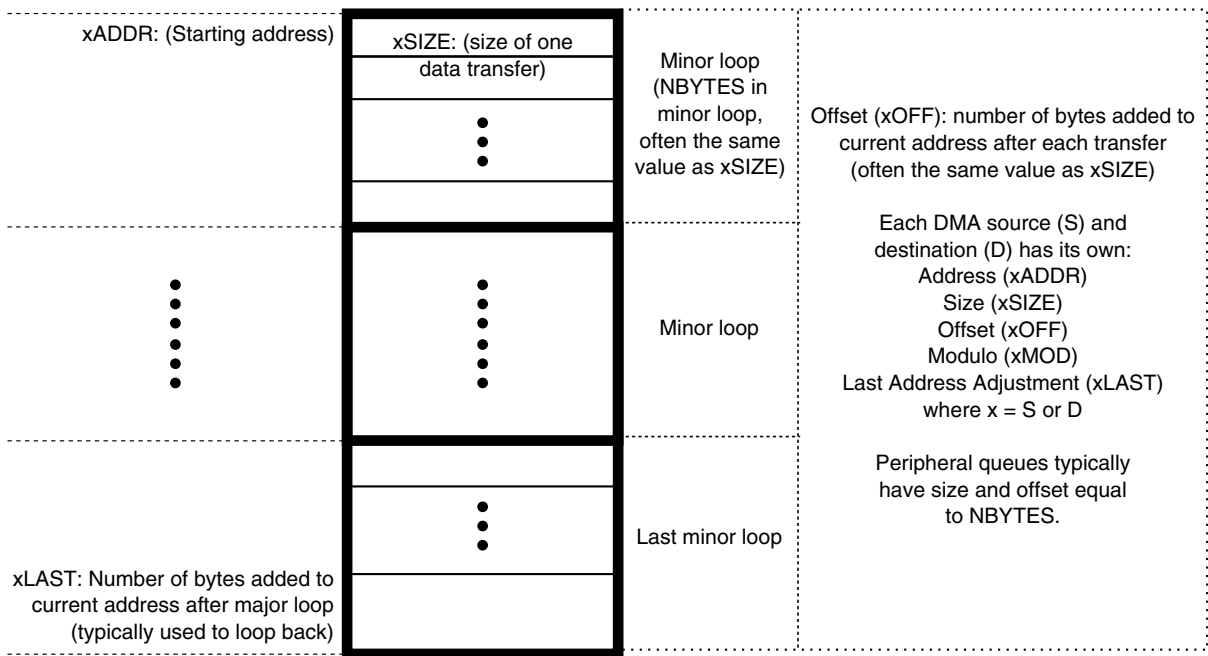 xADDR: (Starting address)
xSIZE: (size of one
data transfer)
Minor loop
(NBYTES in
minor loop,
often the same
value as xSIZE)
Offset (xOFF): number of bytes added to
current address after each transfer
(often the same value as xSIZE)
Each DMA source (S) and
destination (D) has its own:
Address (xADDR)
Size (xSIZE)
Offset (xOFF)
Modulo (xMOD)
Last Address Adjustment (xLAST)
where x = S or D
Peripheral queues typically
have size and offset equal
to NBYTES.
Minor loop
Last minor loop
xLAST: Number of bytes added to
current address after major loop
(typically used to loop back)